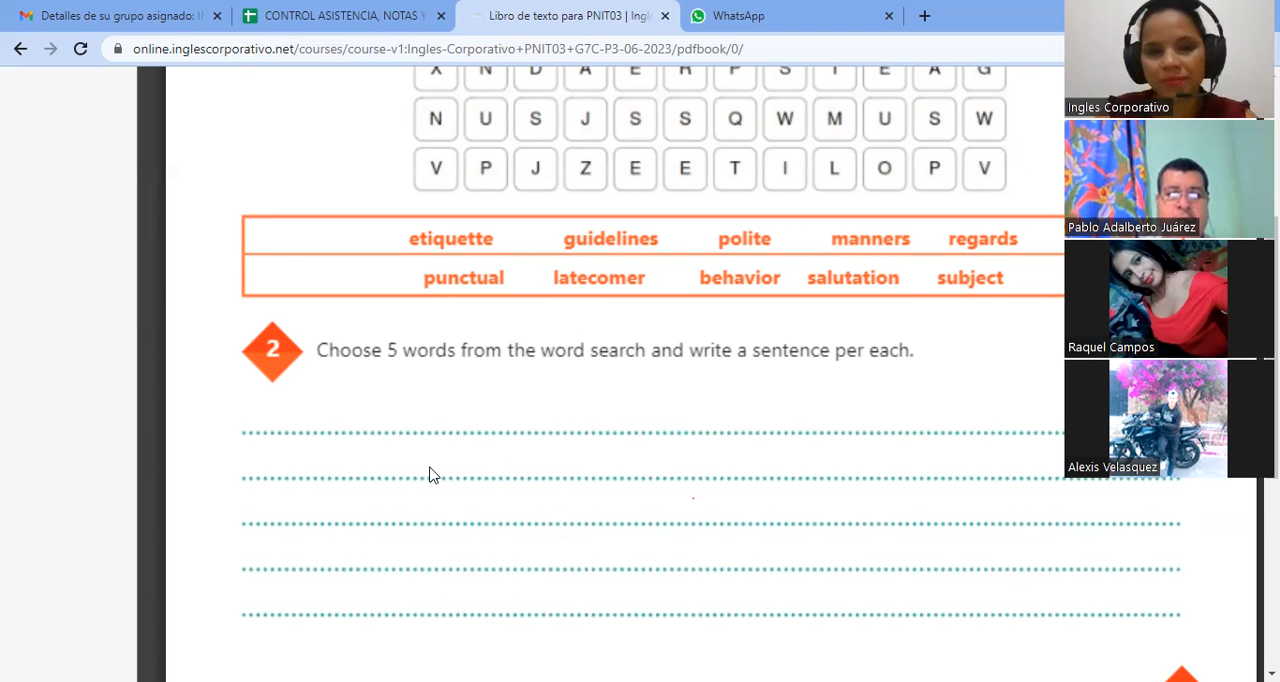 Detalles de su grupo asignado: I
CONTROL ASISTENCIA, NOTAS Y
Libro de texto para PNIT03 | Ingl
WhatsApp
online.inglescorporativo.net/courses/course-v1:Ingles-Corporativo+PNIT03+G7C-P3-06-2023/pdfbook/0/
X N D A E R P S T E A G
N U S J S S Q W M U S W
V P J Z E E T I L O P V
etiquette guidelines polite manners regards
punctual latecomer behavior salutation subject
2 Choose 5 words from the word search and write a sentence per each.
Ingles Corporativo
Pablo Adalberto Juárez
Raquel Campos
Alexis Velasquez